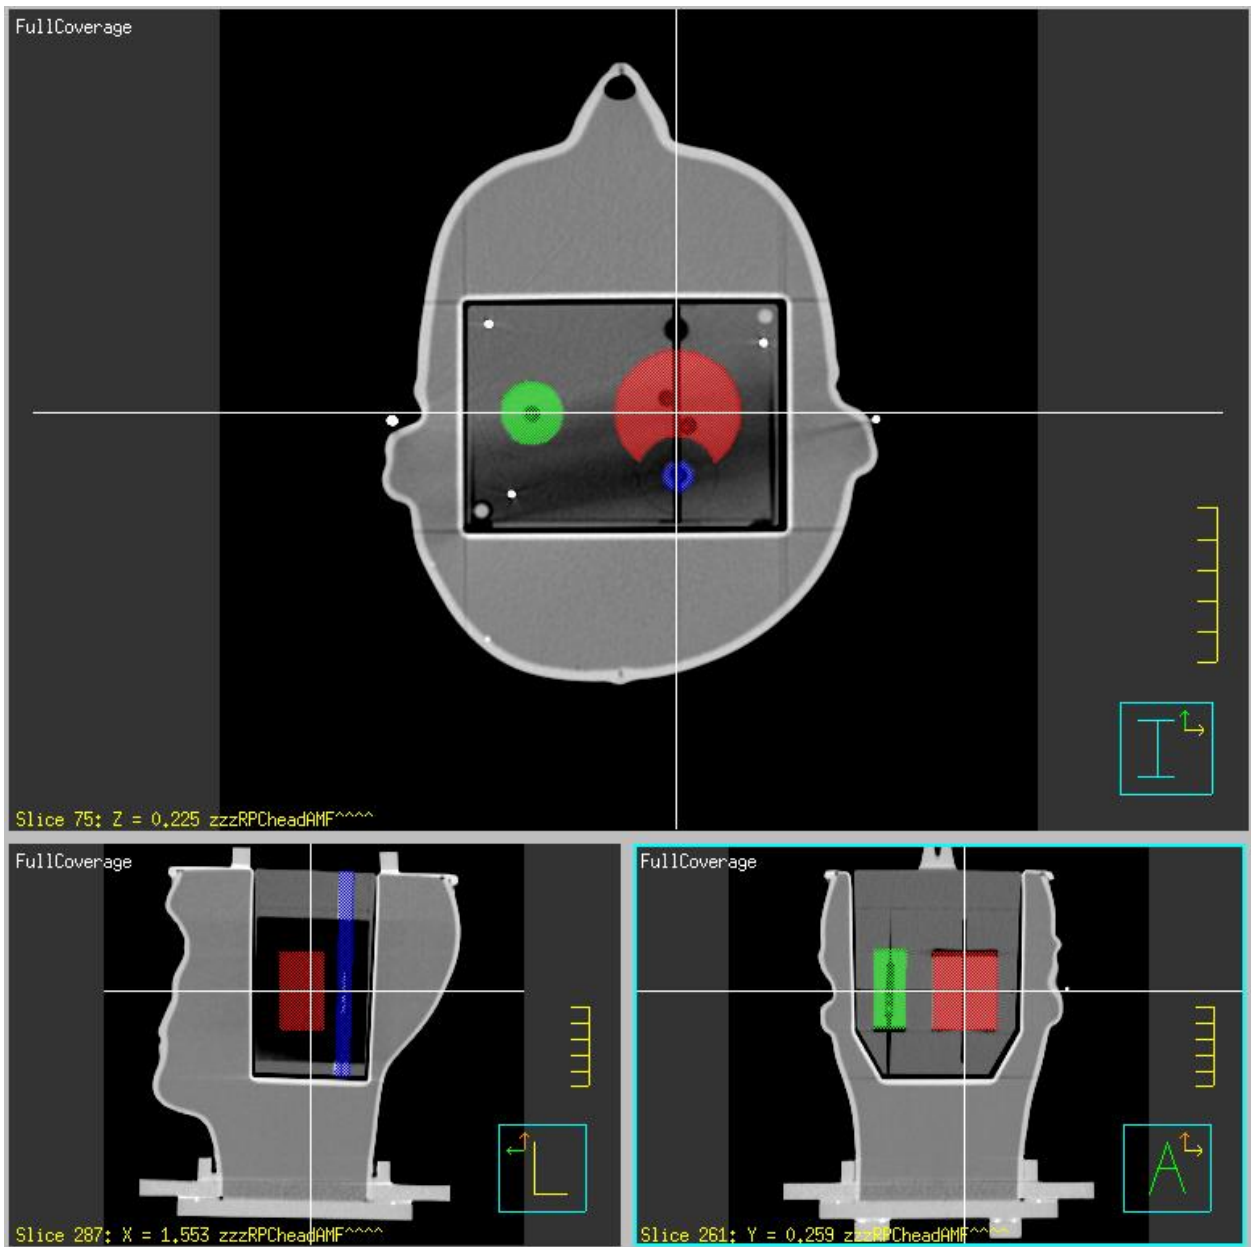 FullCoverage
I
Slice 75: Z = 0.225 zzzRPCheadAMF^^^^
FullCoverage
L
Slice 287: X = 1.553 zzzRPCheadAMF^^^^
FullCoverage
A
Slice 261: Y = 0.259 zzzRPCheadAMF^^^^